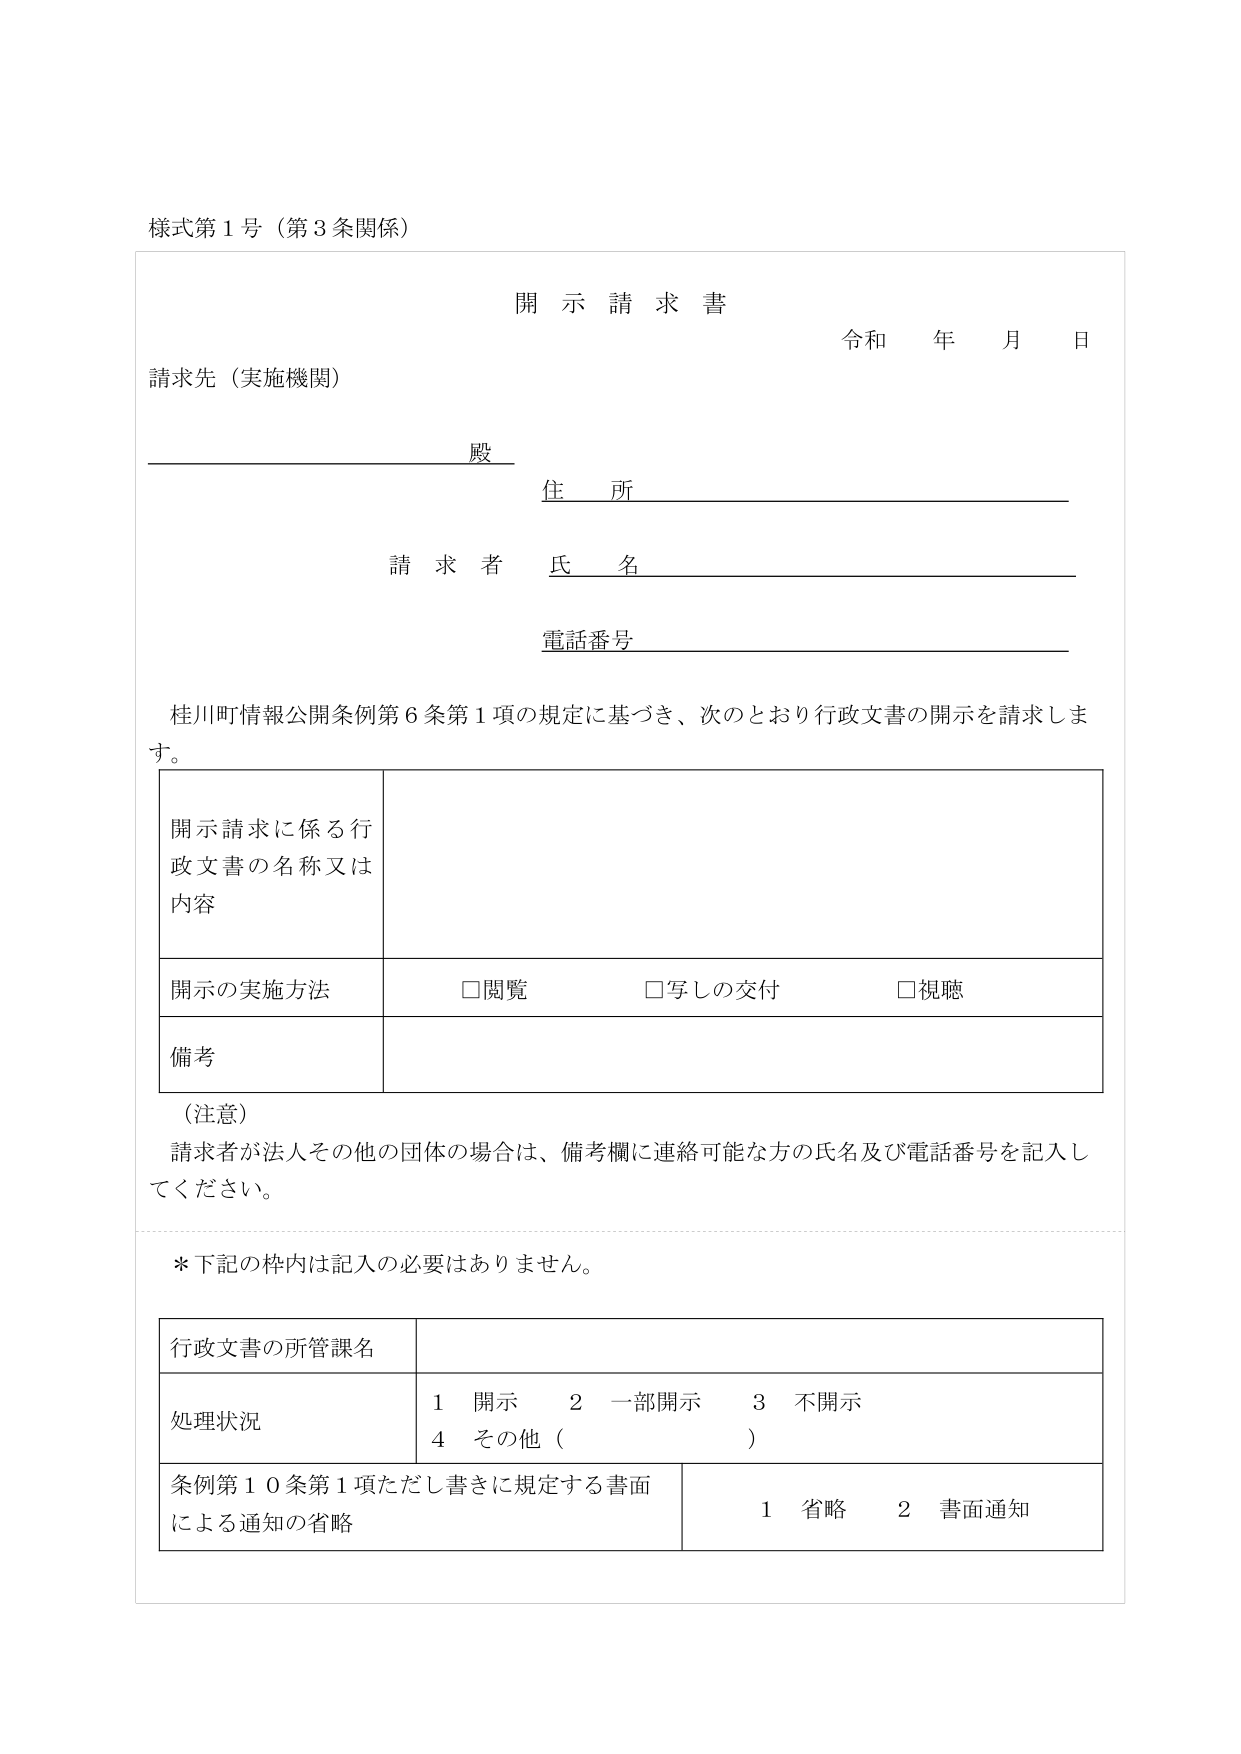 様式第１号（第３条関係）
開　示　請　求　書
令和　　年　　月　　日
請求先（実施機関）
殿
住　　所
請　求　者　　氏　　名
電話番号
桂川町情報公開条例第６条第１項の規定に基づき、次のとおり行政文書の開示を請求しま
す。
開示請求に係る行
政文書の名称又は
内容
開示の実施方法　　□閲覧　　□写しの交付　　□視聴
備考
（注意）
請求者が法人その他の団体の場合は、備考欄に連絡可能な方の氏名及び電話番号を記入し
てください。
＊下記の枠内は記入の必要はありません。
行政文書の所管課名
処理状況
１　開示　　２　一部開示　　３　不開示
４　その他（　　　　　　　　）
条例第１０条第１項ただし書きに規定する書面
による通知の省略
１　省略　　２　書面通知